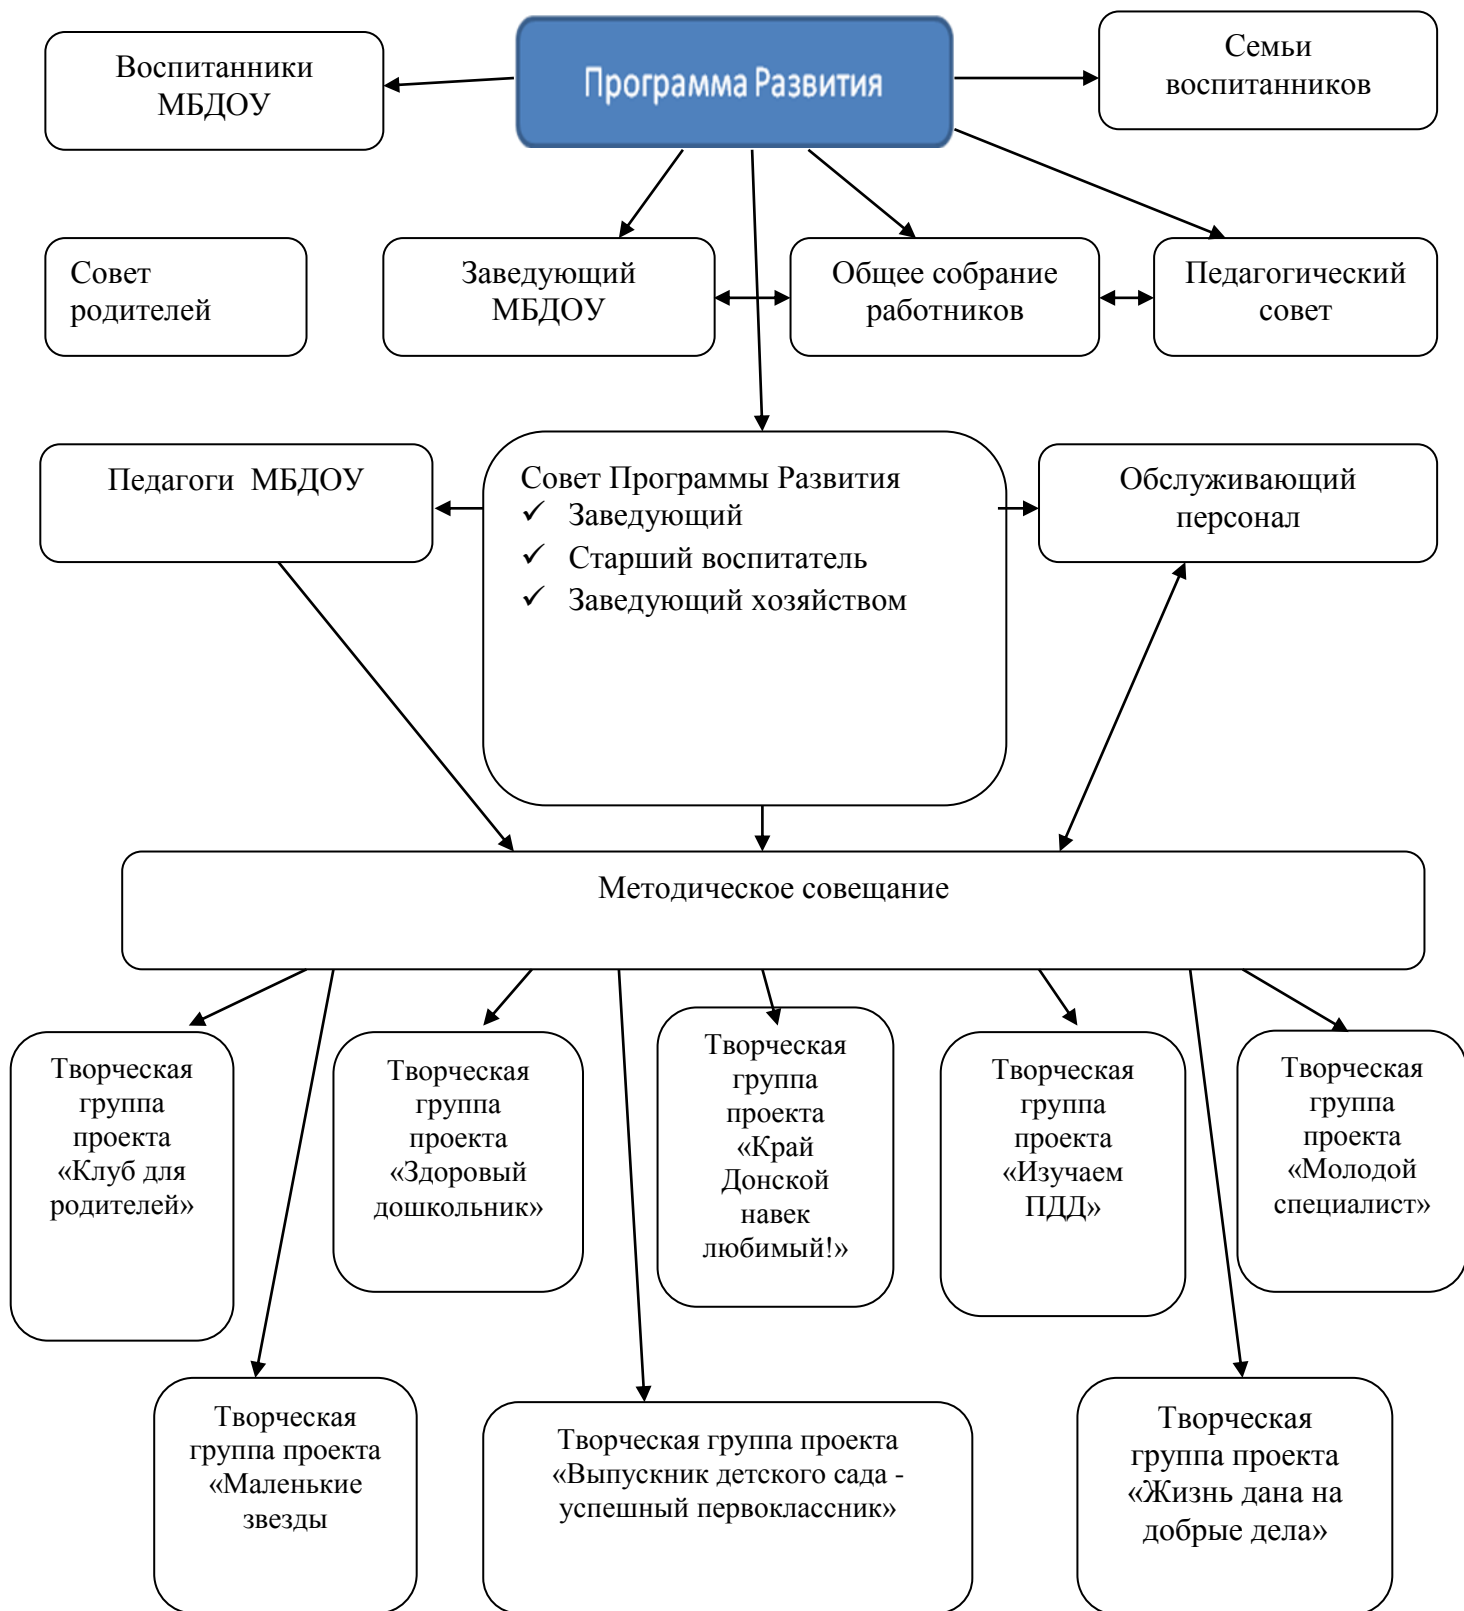 Воспитанники
МБДОУ
Программа Развития
Семьи
воспитанников
Совет
родителей
Заведующий
МБДОУ
Общее собрание
работников
Педагогический
совет
Педагоги  МБДОУ
Совет Программы Развития
✓ Заведующий
✓ Старший воспитатель
✓ Заведующий хозяйством
Обслуживающий
персонал
Методическое совещание
Творческая
группа
проекта
«Клуб для
родителей»
Творческая
группа
проекта
«Здоровый
дошкольник»
Творческая
группа
проекта
«Край
Донской
навек
любимый!»
Творческая
группа
проекта
«Изучаем
ПДД»
Творческая
группа
проекта
«Молодой
специалист»
Творческая
группа проекта
«Маленькие
звезды
Творческая группа проекта
«Выпускник детского сада -
успешный первоклассник»
Творческая
группа проекта
«Жизнь дана на
добрые дела»